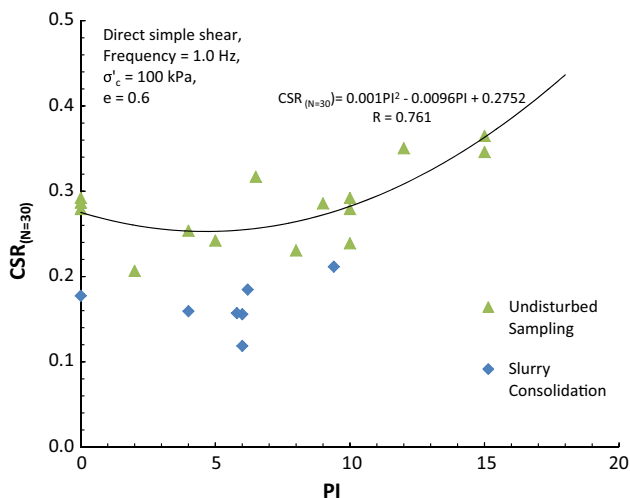 0.5
0.4
0.3
0.2
0.1
0.0
CSR(N=30)
Direct simple shear,
Frequency = 1.0 Hz,
σ'c = 100 kPa,
e = 0.6
CSR (N=30)= 0.001PI² - 0.0096PI + 0.2752
R = 0.761
Undisturbed
Sampling
Slurry
Consolidation
0 5 10 15 20
PI